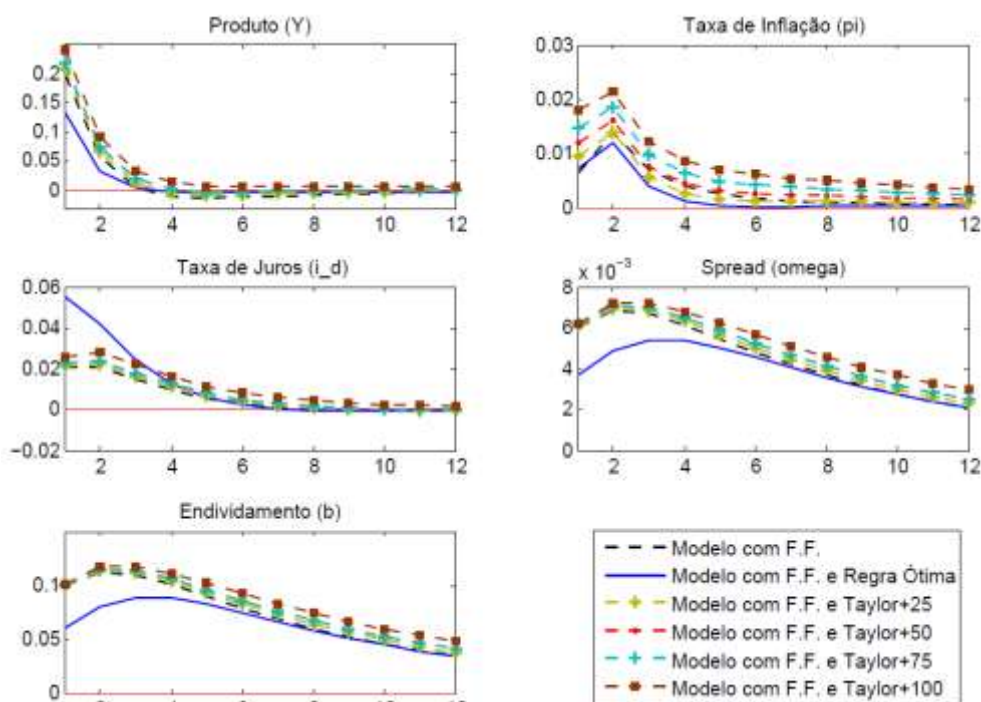 Produto (Y)
0.2
0.15
0.1
0.05
0
2 4 6 8 10 12
Taxa de Inflação (pi)
0.03
0.02
0.01
0
2 4 6 8 10 12
Taxa de Juros (i_d)
0.06
0.04
0.02
0
−0.02
2 4 6 8 10 12
Spread (omega)
x 10⁻³
8
6
4
2
0
2 4 6 8 10 12
Endividamento (b)
0.1
0.05
0
Modelo com F.F.
Modelo com F.F. e Regra Ótima
Modelo com F.F. e Taylor+25
Modelo com F.F. e Taylor+50
Modelo com F.F. e Taylor+75
Modelo com F.F. e Taylor+100